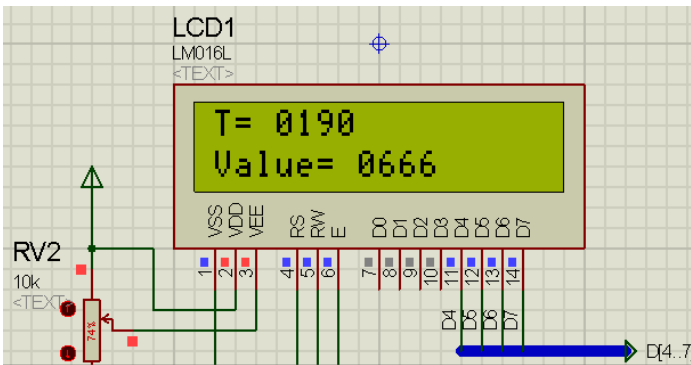 LCD1
LM016L
<TEXT>
T= 0190
Value= 0666
VSS VDD VEE RS RW E D0 D1 D2 D3 D4 D5 D6 D7
1 2 3 4 5 6 7 8 9 10 11 12 13 14
RV2
10k
<TEXT>
74%
D4 D5 D6 D7
D[4..7